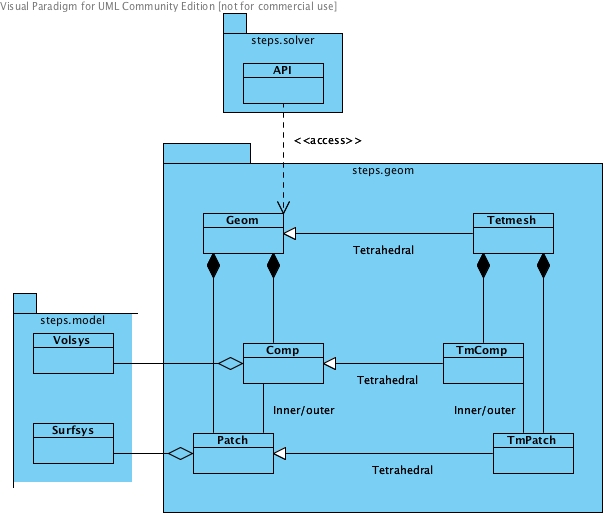 Visual Paradigm for UML Community Edition [not for commercial use]
steps.solver
API
<<access>>
steps.geom
Geom
Tetmesh
Tetrahedral
steps.model
Volsys
Comp
TmComp
Tetrahedral
Inner/outer
Inner/outer
Surfsys
Patch
TmPatch
Tetrahedral